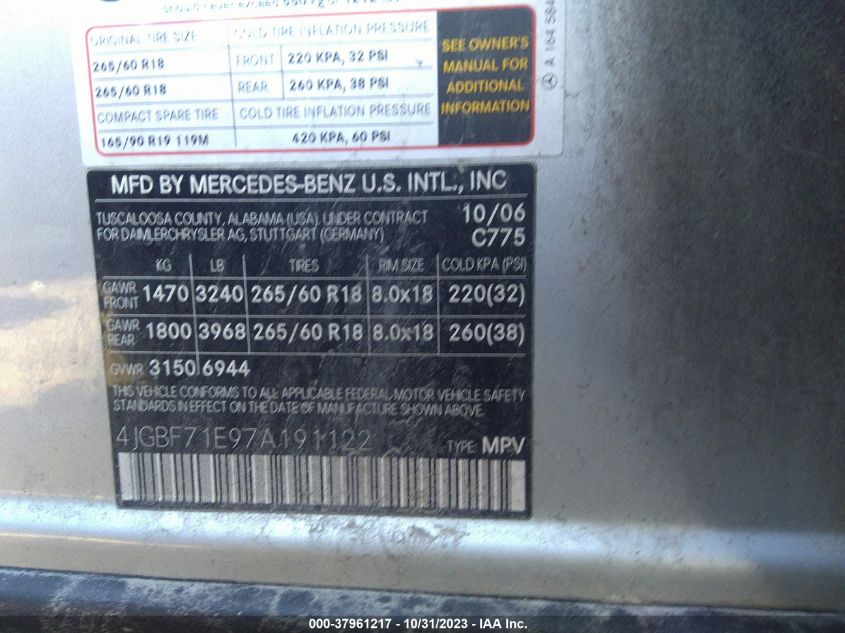 ORIGINAL TIRE SIZE COLD TIRE INFLATION PRESSURE
265/60 R18 FRONT 220 KPA, 32 PSI
265/60 R18 REAR 260 KPA, 38 PSI
COMPACT SPARE TIRE COLD TIRE INFLATION PRESSURE
165/90 R19 119M 420 KPA, 60 PSI
SEE OWNER'S
MANUAL FOR
ADDITIONAL
INFORMATION
A 164 584
MFD BY MERCEDES-BENZ U.S. INTL., INC
TUSCALOOSA COUNTY, ALABAMA (USA), UNDER CONTRACT 10/06
FOR DAIMLERCHRYSLER AG, STUTTGART (GERMANY) C775
KG LB TIRES RIM SIZE COLD KPA (PSI)
GAWR FRONT 1470 3240 265/60 R18 8.0x18 220(32)
GAWR REAR 1800 3968 265/60 R18 8.0x18 260(38)
GVWR 3150 6944
THIS VEHICLE CONFORMS TO ALL APPLICABLE FEDERAL MOTOR VEHICLE SAFETY
STANDARDS IN EFFECT ON THE DATE OF MANUFACTURE SHOWN ABOVE.
4JGBF71E97A191122 TYPE: MPV
000-37961217 - 10/31/2023 - IAA Inc.